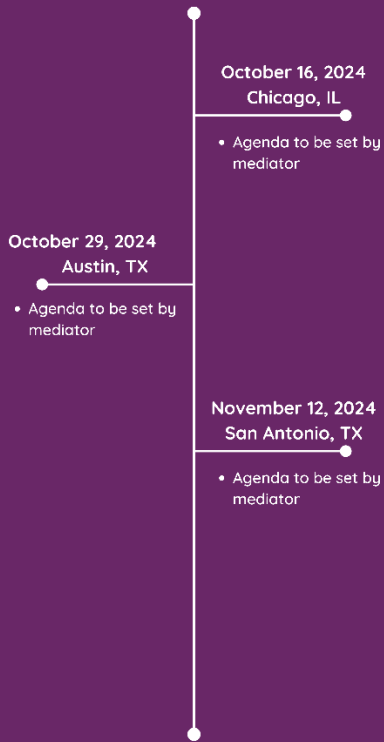 October 16, 2024
Chicago, IL
• Agenda to be set by
mediator
October 29, 2024
Austin, TX
• Agenda to be set by
mediator
November 12, 2024
San Antonio, TX
• Agenda to be set by
mediator